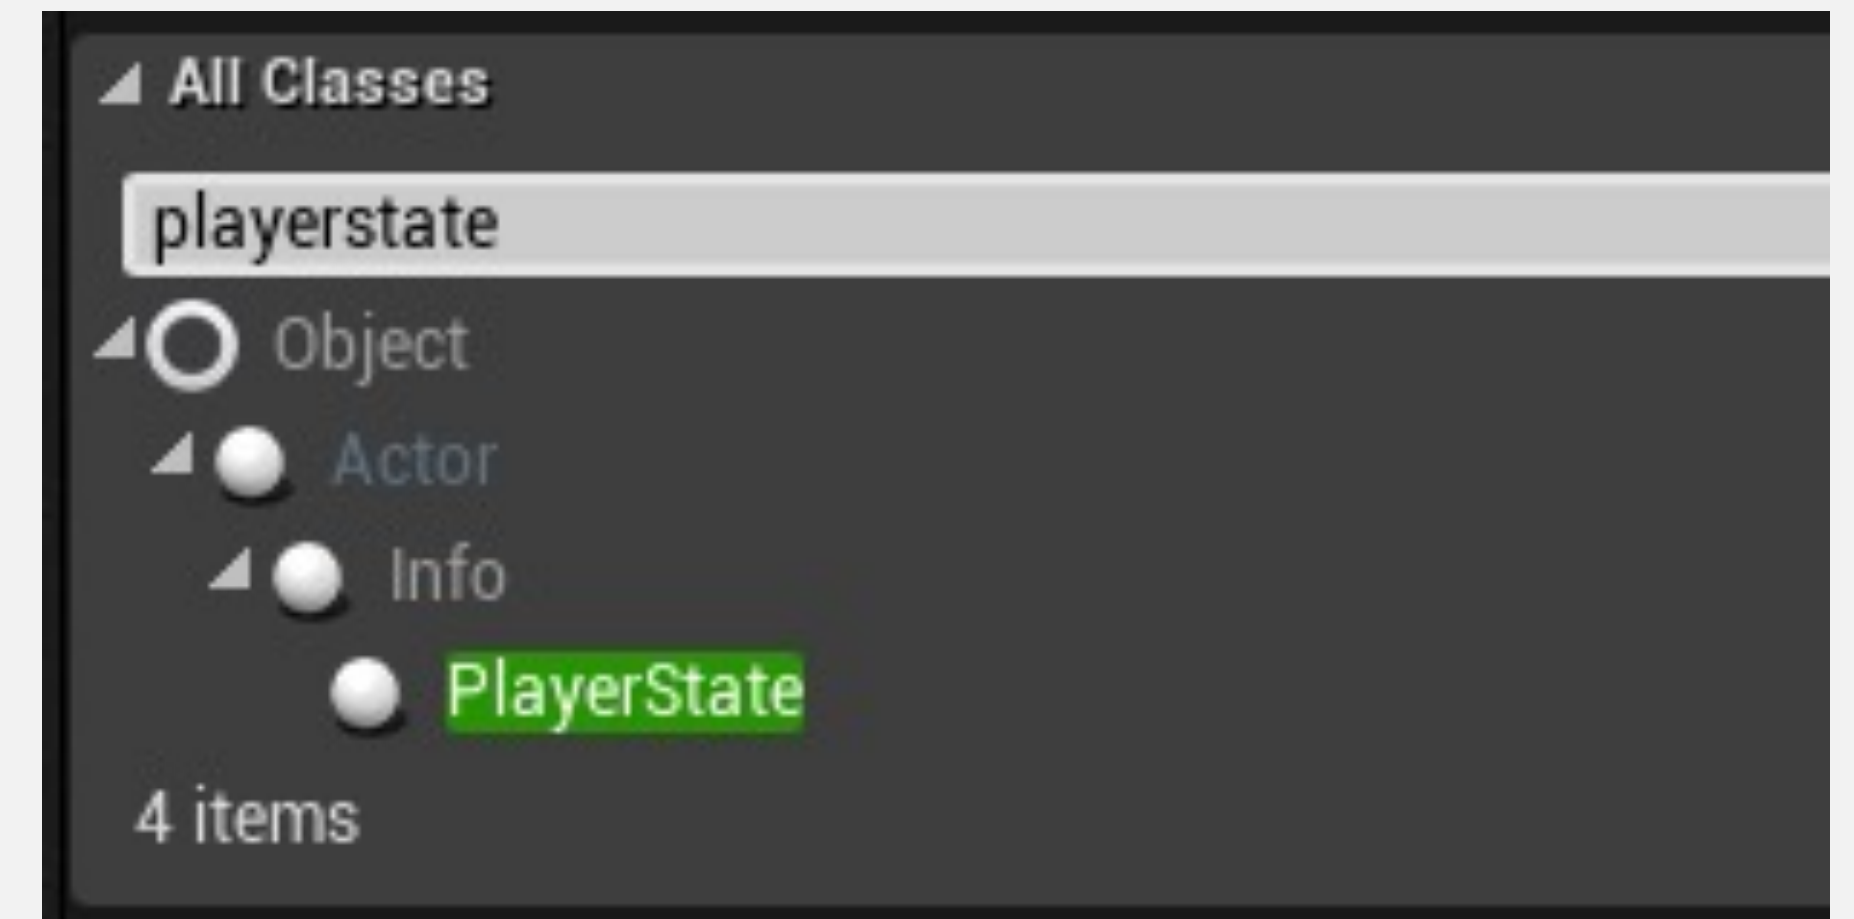 All Classes
playerstate
Object
Actor
Info
PlayerState
4 items